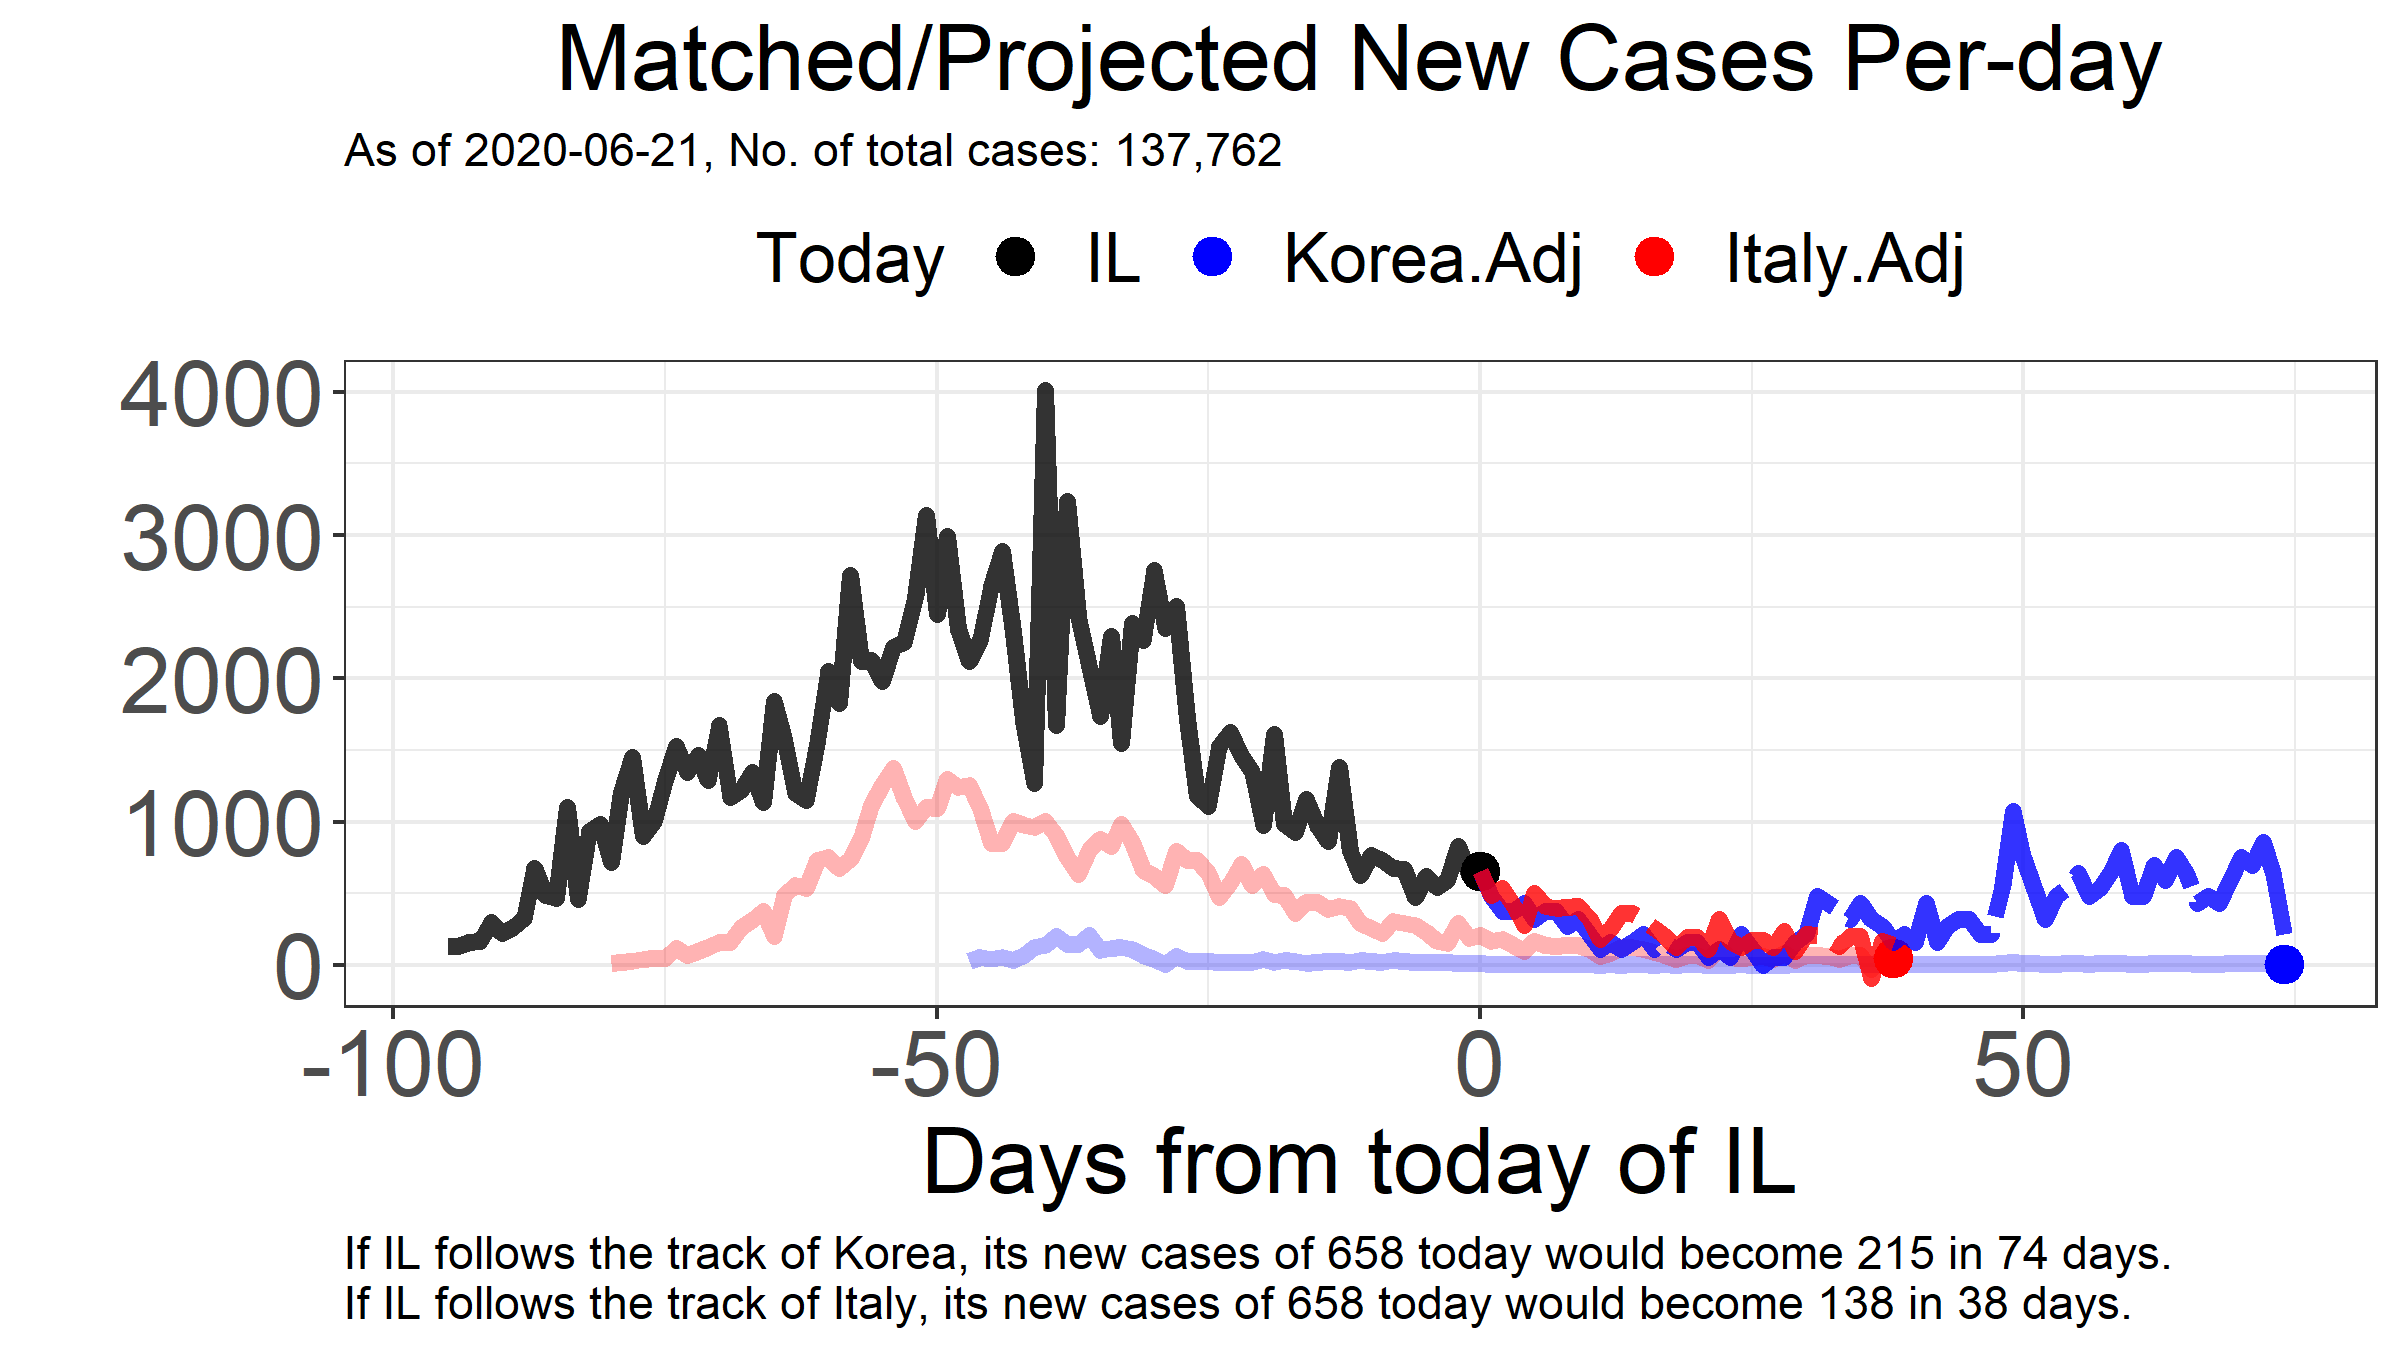 Matched/Projected New Cases Per-day
As of 2020-06-21, No. of total cases: 137,762
Today IL Korea.Adj Italy.Adj
4000
3000
2000
1000
0
-100 -50 0 50
Days from today of IL
If IL follows the track of Korea, its new cases of 658 today would become 215 in 74 days.
If IL follows the track of Italy, its new cases of 658 today would become 138 in 38 days.